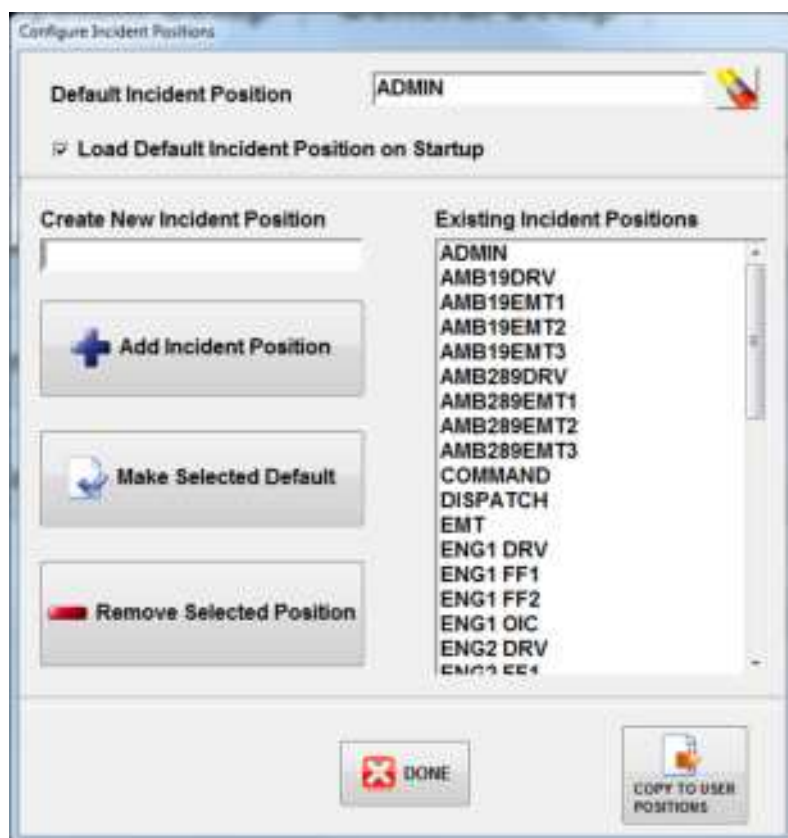 Configure Incident Positions
Default Incident Position
ADMIN
Load Default Incident Position on Startup
Create New Incident Position
Add Incident Position
Make Selected Default
Remove Selected Position
Existing Incident Positions
ADMIN
AMB19DRV
AMB19EMT1
AMB19EMT2
AMB19EMT3
AMB289DRV
AMB289EMT1
AMB289EMT2
AMB289EMT3
COMMAND
DISPATCH
EMT
ENG1 DRV
ENG1 FF1
ENG1 FF2
ENG1 OIC
ENG2 DRV
ENG2 FF1
DONE
COPY TO USER
POSITIONS